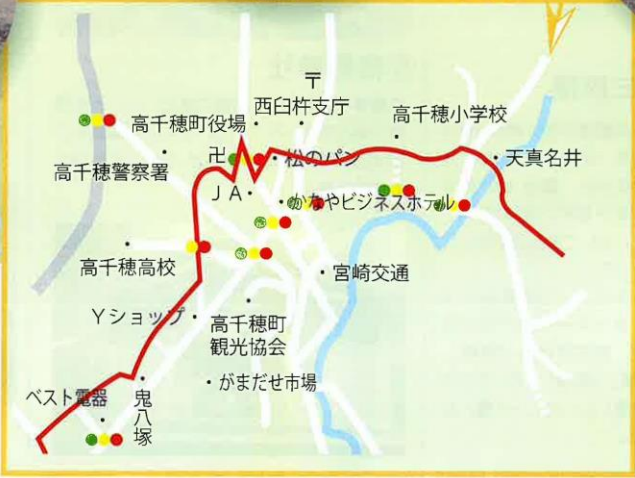 〒
西臼杵支庁
高千穂町役場
高千穂小学校
卍
松のパン
天真名井
高千穂警察署
ＪＡ
かなやビジネスホテル
高千穂高校
宮崎交通
Ｙショップ
高千穂町
観光協会
がまだせ市場
ベスト電器
鬼八塚